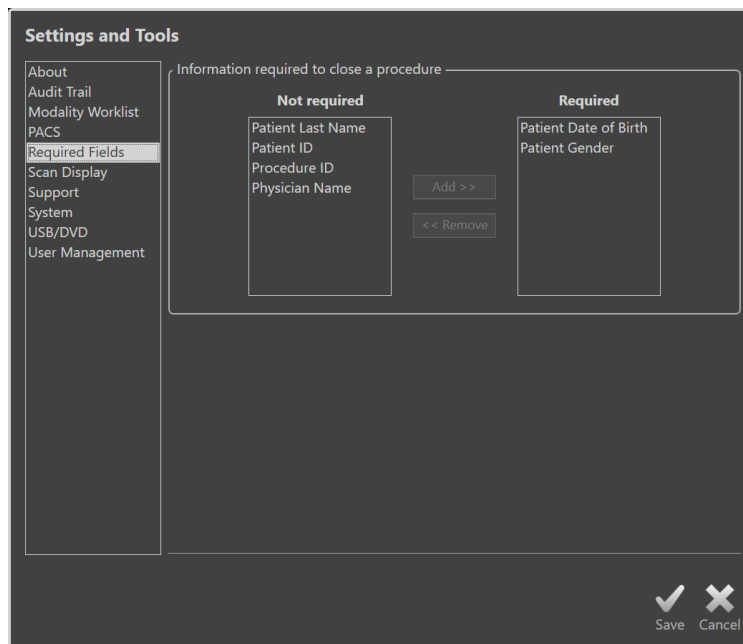 Settings and Tools
About
Audit Trail
Modality Worklist
PACS
Required Fields
Scan Display
Support
System
USB/DVD
User Management
Information required to close a procedure
Not required
Patient Last Name
Patient ID
Procedure ID
Physician Name
Add >>
<< Remove
Required
Patient Date of Birth
Patient Gender
Save
Cancel